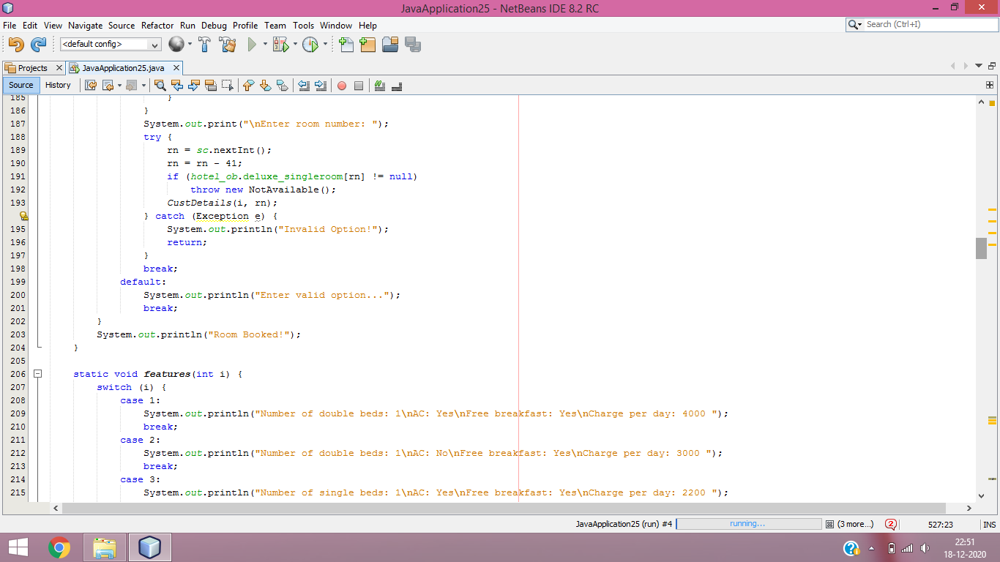 JavaApplication25 - NetBeans IDE 8.2 RC
File Edit View Navigate Source Refactor Run Debug Profile Team Tools Window Help
Search (Ctrl+I)
<default config>
Projects
JavaApplication25.java
Source History
185 }
186 }
187 System.out.print("\nEnter room number: ");
188 try {
189 rn = sc.nextInt();
190 rn = rn - 41;
191 if (hotel_ob.deluxe_singleroom[rn] != null)
192 throw new NotAvailable();
193 CustDetails(i, rn);
} catch (Exception e) {
195 System.out.println("Invalid Option!");
196 return;
197 }
198 break;
199 default:
200 System.out.println("Enter valid option...");
201 break;
202 }
203 System.out.println("Room Booked!");
204 }
205
206 static void features(int i) {
207 switch (i) {
208 case 1:
209 System.out.println("Number of double beds: 1\nAC: Yes\nFree breakfast: Yes\nCharge per day: 4000 ");
210 break;
211 case 2:
212 System.out.println("Number of double beds: 1\nAC: No\nFree breakfast: Yes\nCharge per day: 3000 ");
213 break;
214 case 3:
215 System.out.println("Number of single beds: 1\nAC: Yes\nFree breakfast: Yes\nCharge per day: 2200 ");
JavaApplication25 (run) #4 running... (3 more...) 2 527:23 INS
22:51
18-12-2020